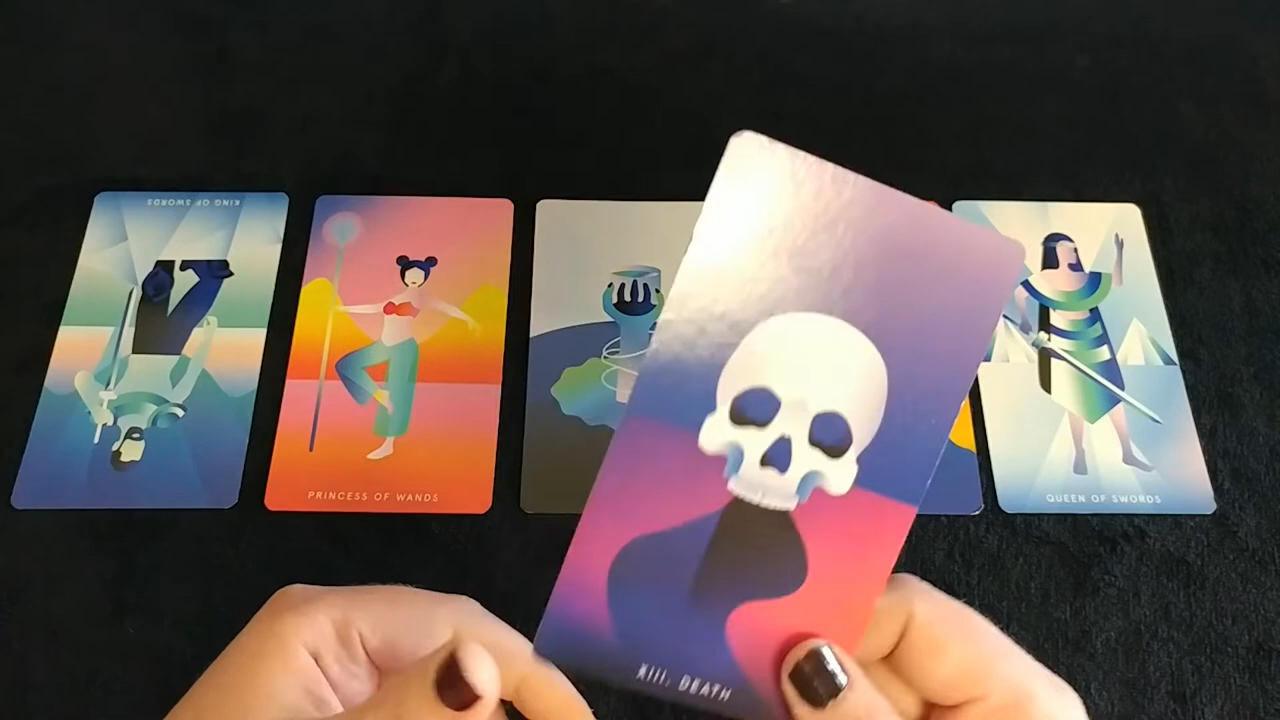 KING OF SWORDS
PRINCESS OF WANDS
XIII. DEATH
QUEEN OF SWORDS